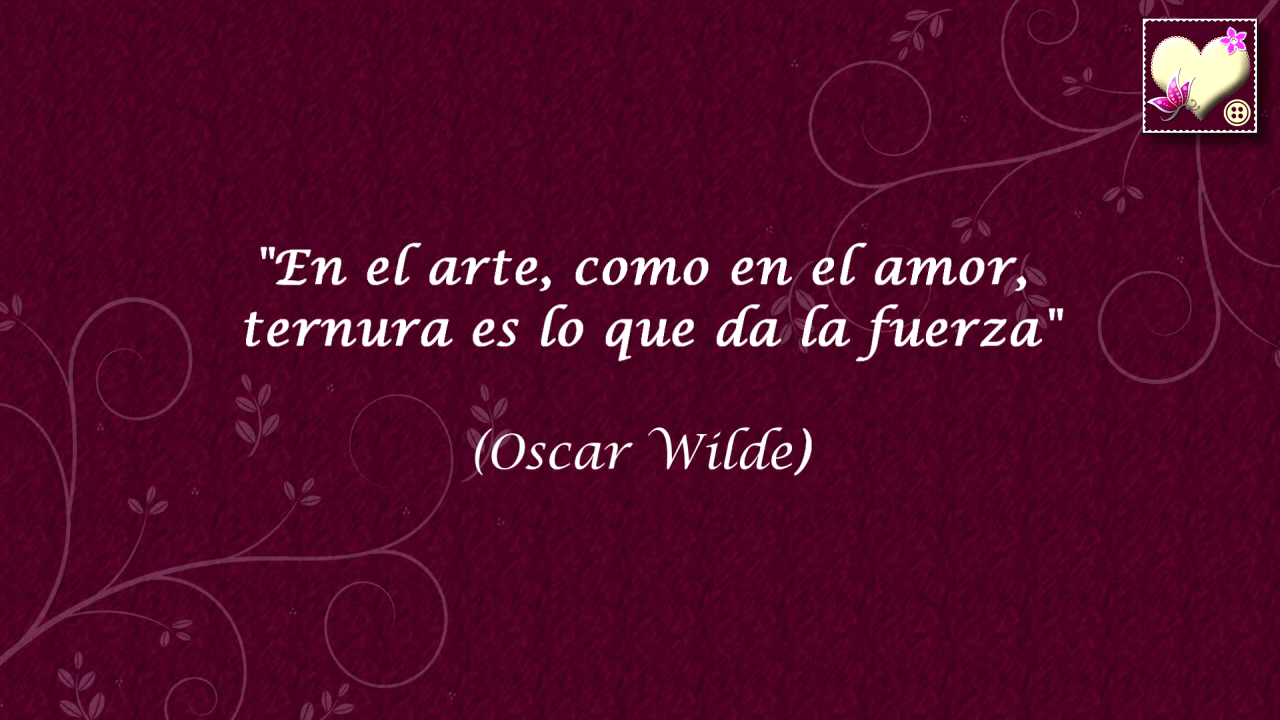 "En el arte, como en el amor,
ternura es lo que da la fuerza"
(Oscar Wilde)